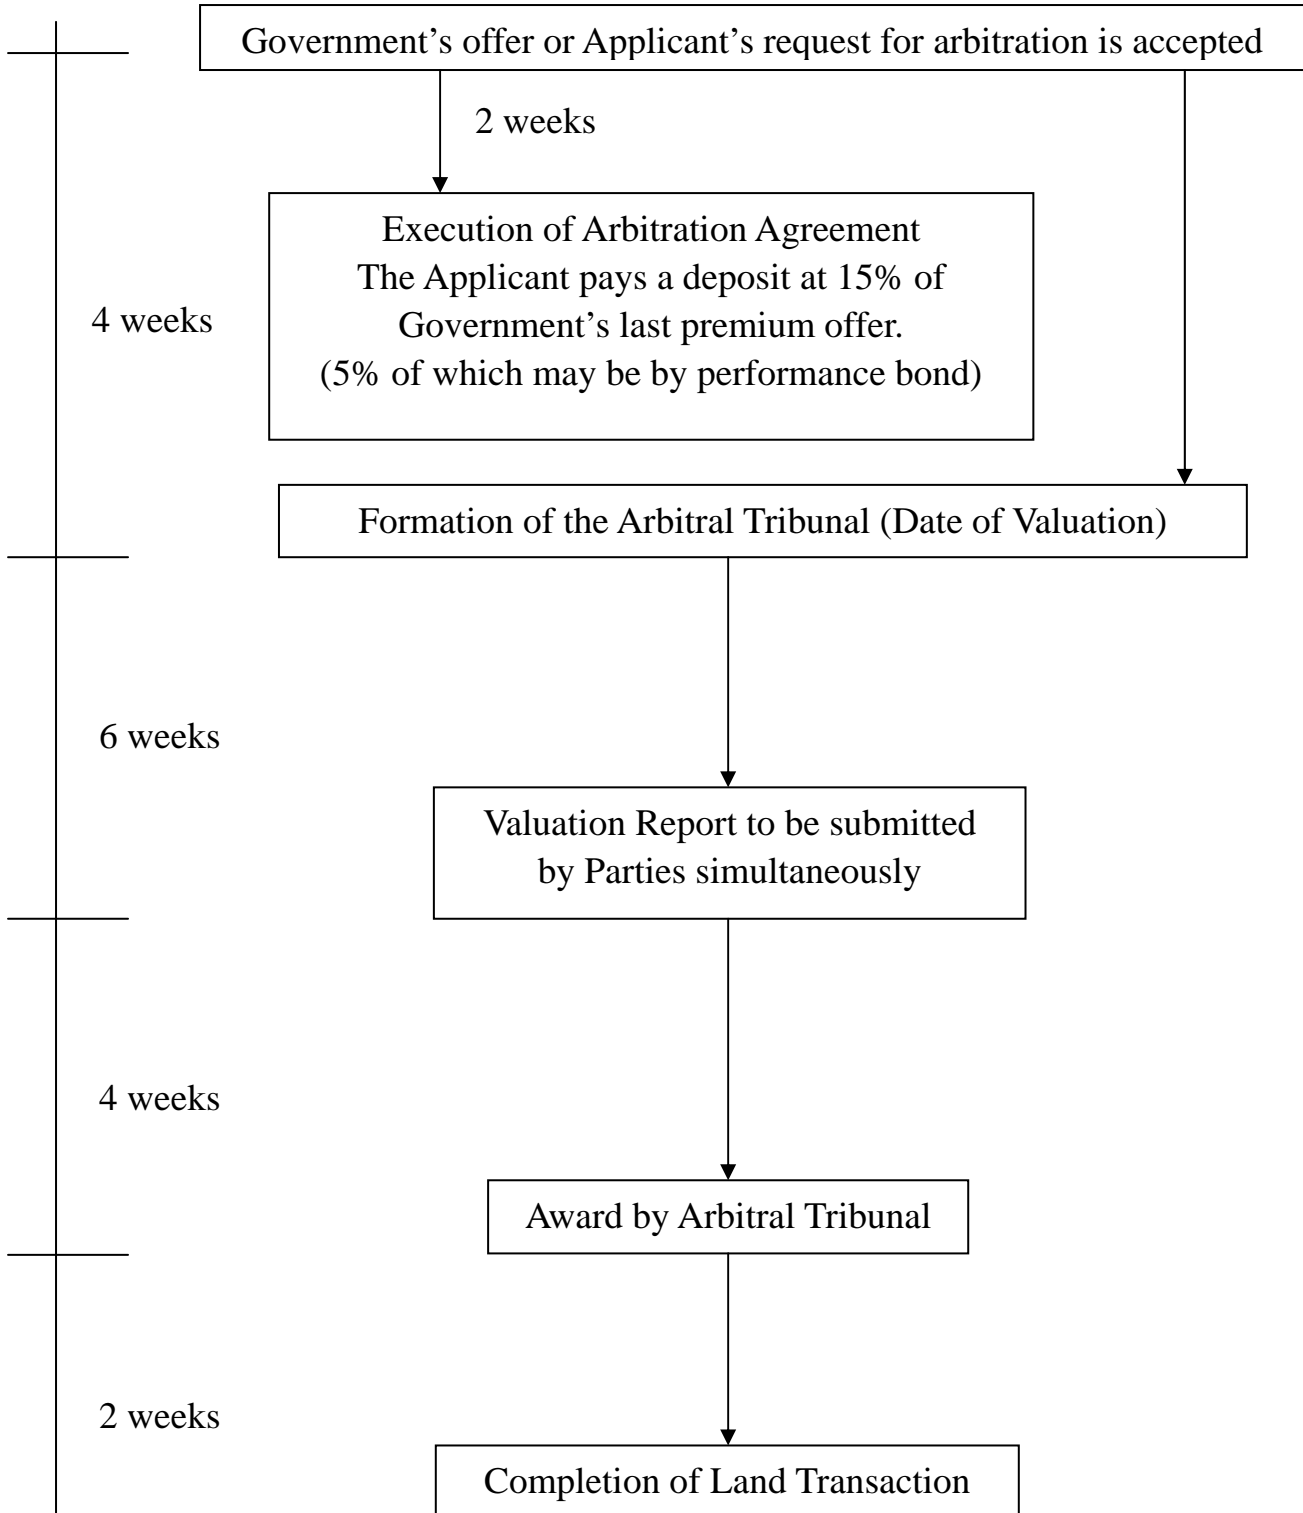 Government’s offer or Applicant’s request for arbitration is accepted
2 weeks
Execution of Arbitration Agreement
The Applicant pays a deposit at 15% of
Government’s last premium offer.
(5% of which may be by performance bond)
4 weeks
Formation of the Arbitral Tribunal (Date of Valuation)
6 weeks
Valuation Report to be submitted
by Parties simultaneously
4 weeks
Award by Arbitral Tribunal
2 weeks
Completion of Land Transaction